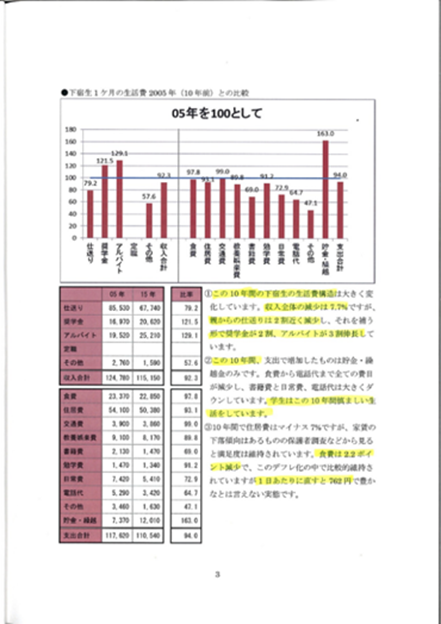 ●下宿生1ケ月の生活費 2005年（10年前）との比較
05年を100として
180
160
140
120
100
80
60
40
20
0
79.2
121.5
129.1
57.6
92.3
97.8
93.1
99.0
89.8
69.0
91.2
72.9
64.7
47.1
163.0
94.0
仕送り
奨学金
アルバイト
定職
その他
収入合計
食費
住居費
交通費
教養娯楽費
書籍費
勉学費
日常費
電話代
その他
貯金・繰越
支出合計
05年 15年 比率
仕送り 85,530 67,740 79.2
奨学金 16,970 20,620 121.5
アルバイト 19,520 25,210 129.1
定職
その他 2,760 1,590 57.6
収入合計 124,780 115,150 92.3
食費 23,370 22,850 97.8
住居費 54,100 50,380 93.1
交通費 3,900 3,860 99.0
教養娯楽費 9,100 8,170 89.8
書籍費 2,130 1,470 69.0
勉学費 1,470 1,340 91.2
日常費 7,420 5,410 72.9
電話代 5,290 3,420 64.7
その他 3,460 1,630 47.1
貯金・繰越 7,370 12,010 163.0
支出合計 117,620 110,540 94.0
①この10年間の下宿生の生活費構造は大きく変
化しています。収入全体の減少は7.7%ですが、
親からの仕送りは2割近く減少し、それを補う
形で奨学金が2割、アルバイトが3割伸長して
います。
②この10年間、支出で増加したものは貯金・繰
越金のみです。食費から電話代まで全ての費目
が減少し、書籍費と日常費、電話代は大きくダ
ウンしています。学生はこの10年間慎ましい生
活をしています。
③10年間で住居費はマイナス7%ですが、家賃の
下落傾向はあるものの保護者調査などから見る
と満足度は維持されています。食費は2.2ポイ
ント減少で、このデフレ化の中で比較的維持さ
れていますが1日あたりに直すと762円で豊か
なとは言えない実態です。
3